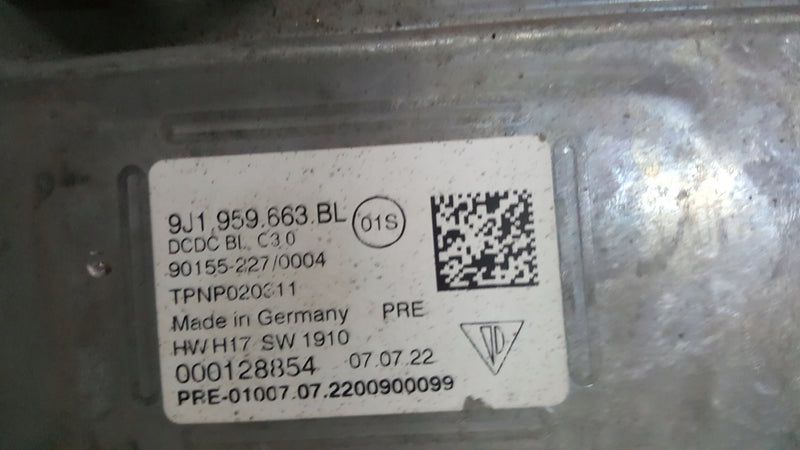 9J1.959.663.BL 01S
DCDC BL C3.0
90155-227/0004
TPNP020311
Made in Germany PRE
HW H17 SW 1910
000128854 07.07.22
PRE-01007.07.2200900099